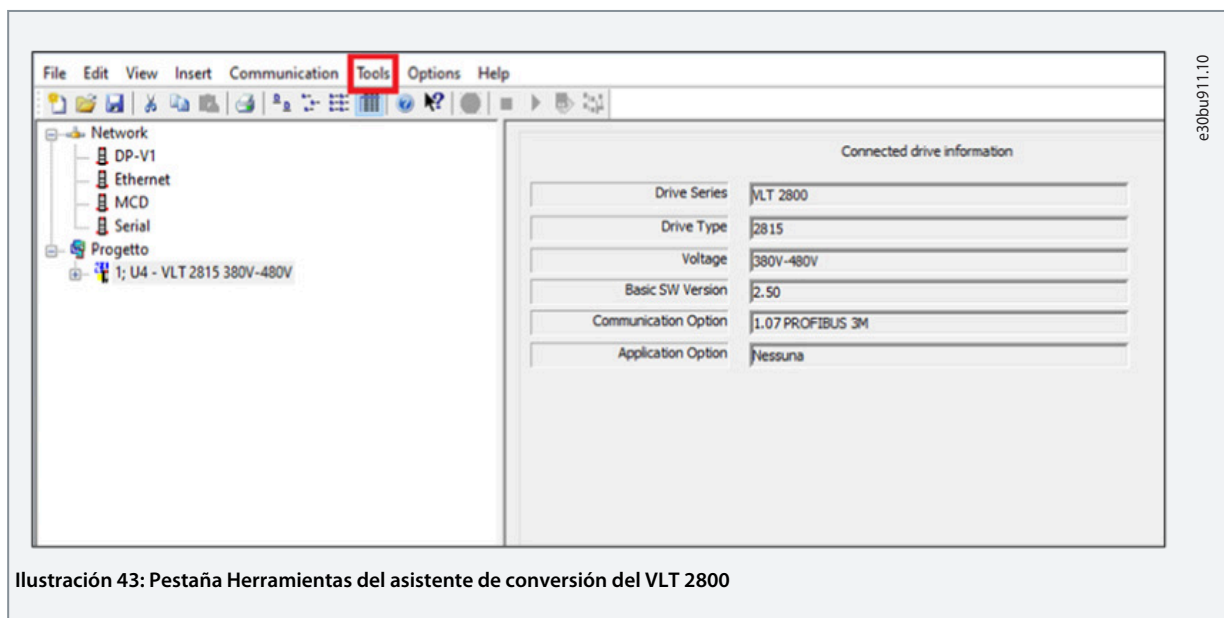 File Edit View Insert Communication Tools Options Help
Network
DP-V1
Ethernet
MCD
Serial
Progetto
1; U4 - VLT 2815 380V-480V
Connected drive information
Drive Series VLT 2800
Drive Type 2815
Voltage 380V-480V
Basic SW Version 2.50
Communication Option 1.07 PROFIBUS 3M
Application Option Nessuna
e30bu911.10
Ilustración 43: Pestaña Herramientas del asistente de conversión del VLT 2800